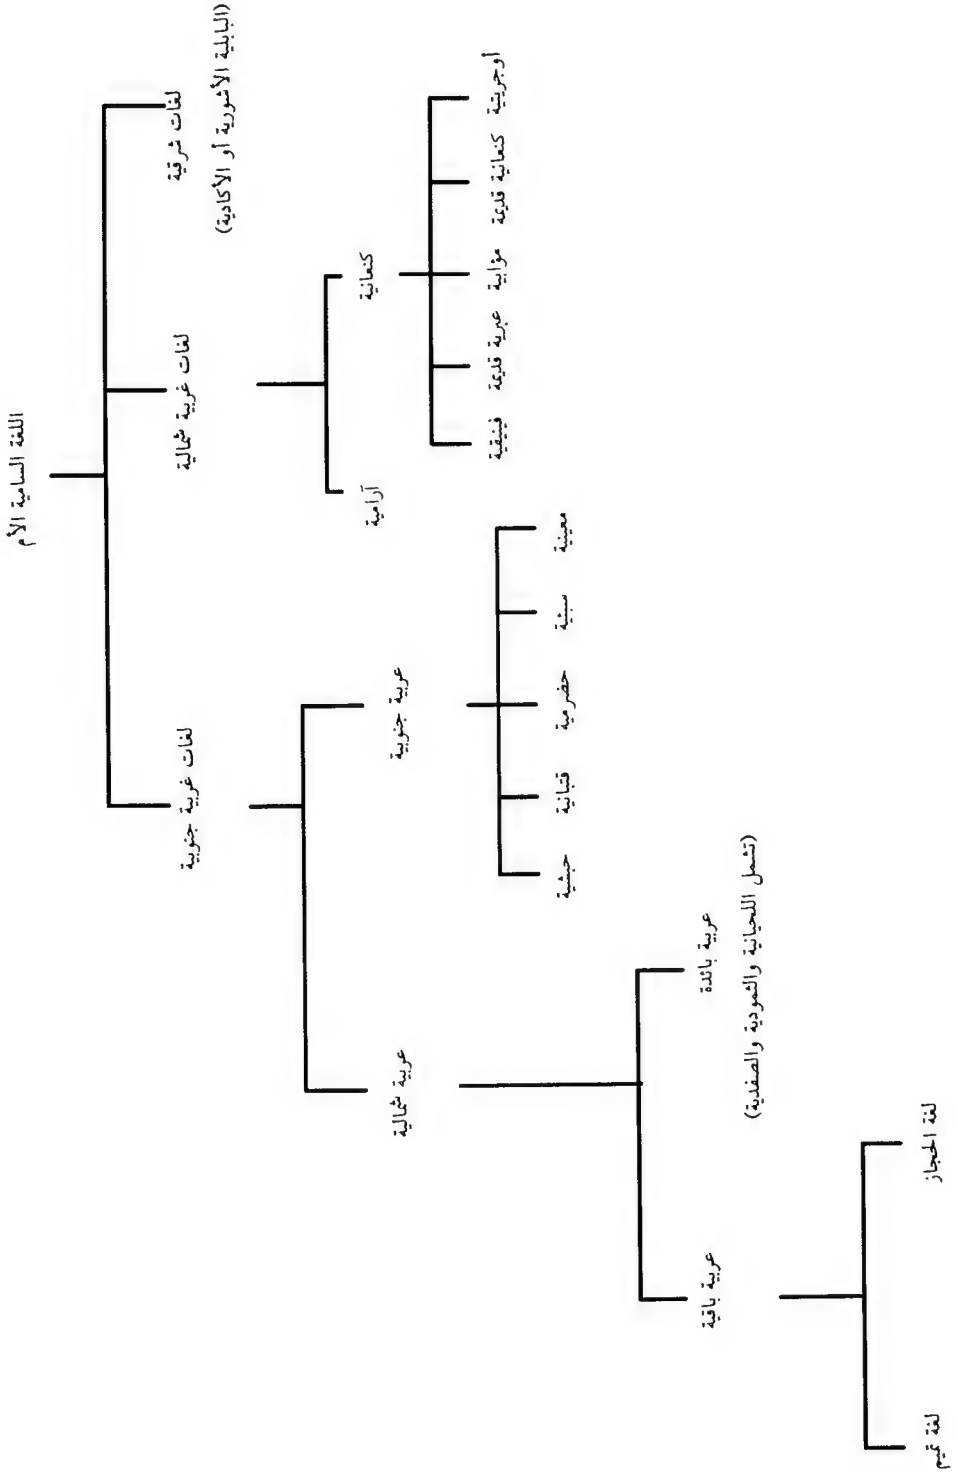 اللغة السامية الأم
لغات شرقية
(البابلية الأشورية أو الأكادية)
لغات غربية شمالية
لغات غربية جنوبية
كنعانية
آرامية
أوجريتية
كنعانية قديمة
مؤابية
عبرية قديمة
فينيقية
عربية جنوبية
عربية شمالية
معينية
سبئية
حضرمية
قتبانية
حبشية
عربية بائدة
(تشمل اللحيانية والثمودية والصفدية)
عربية باقية
لغة الحجاز
لغة تميم